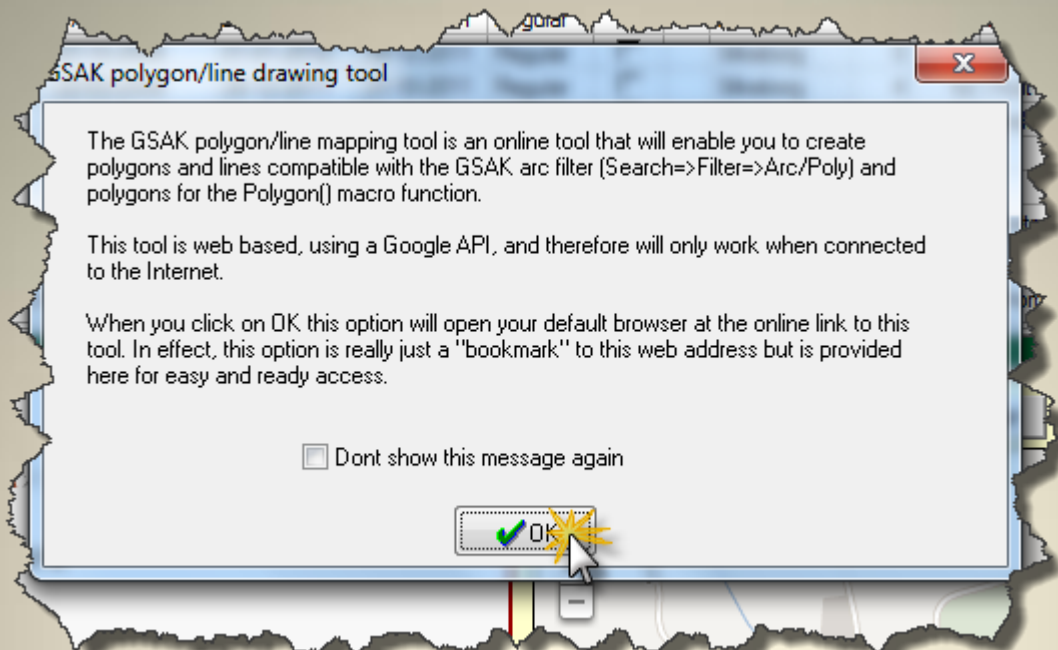 GSAK polygon/line drawing tool
The GSAK polygon/line mapping tool is an online tool that will enable you to create
polygons and lines compatible with the GSAK arc filter (Search=>Filter=>Arc/Poly) and
polygons for the Polygon() macro function.
This tool is web based, using a Google API, and therefore will only work when connected
to the Internet.
When you click on OK this option will open your default browser at the online link to this
tool. In effect, this option is really just a "bookmark" to this web address but is provided
here for easy and ready access.
Dont show this message again
OK